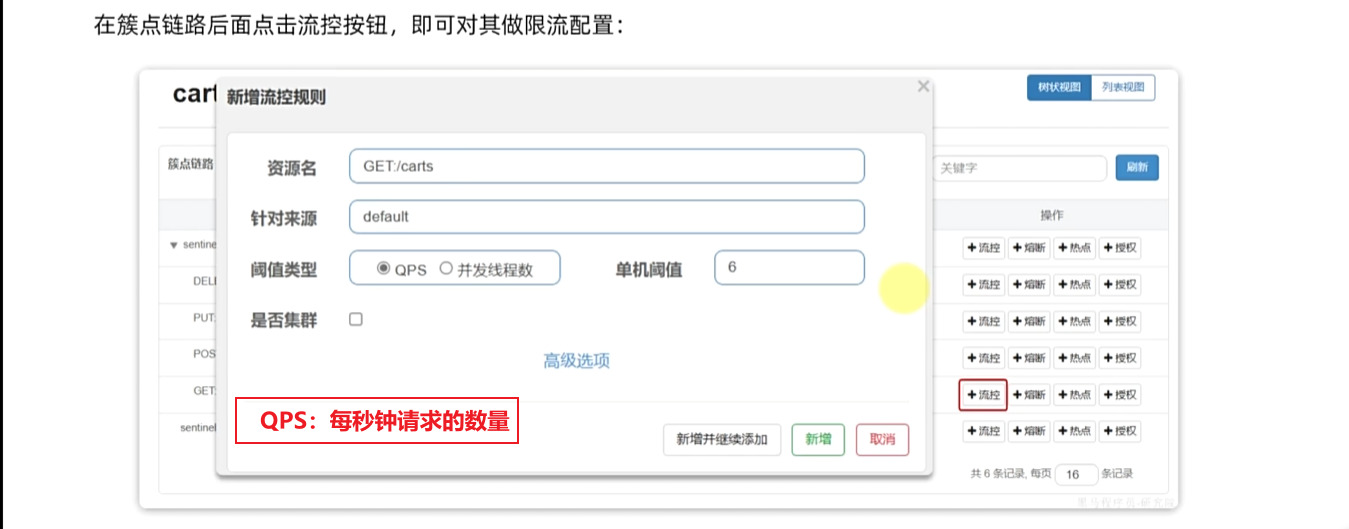 在簇点链路后面点击流控按钮，即可对其做限流配置：
cart
新增流控规则
×
树状视图 列表视图
簇点链路
关键字
刷新
资源名 GET:/carts
针对来源 default
操作
sentine
阈值类型 QPS 并发线程数 单机阈值 6
+流控 +熔断 +热点 +授权
DELE
+流控 +熔断 +热点 +授权
是否集群
PUT:
+流控 +熔断 +热点 +授权
高级选项
POS
+流控 +熔断 +热点 +授权
GET:
+流控 +熔断 +热点 +授权
QPS：每秒钟请求的数量
sentinel
+流控 +熔断 +热点 +授权
新增并继续添加 新增 取消
共 6 条记录, 每页 16 条记录
黑马程序员-研究院